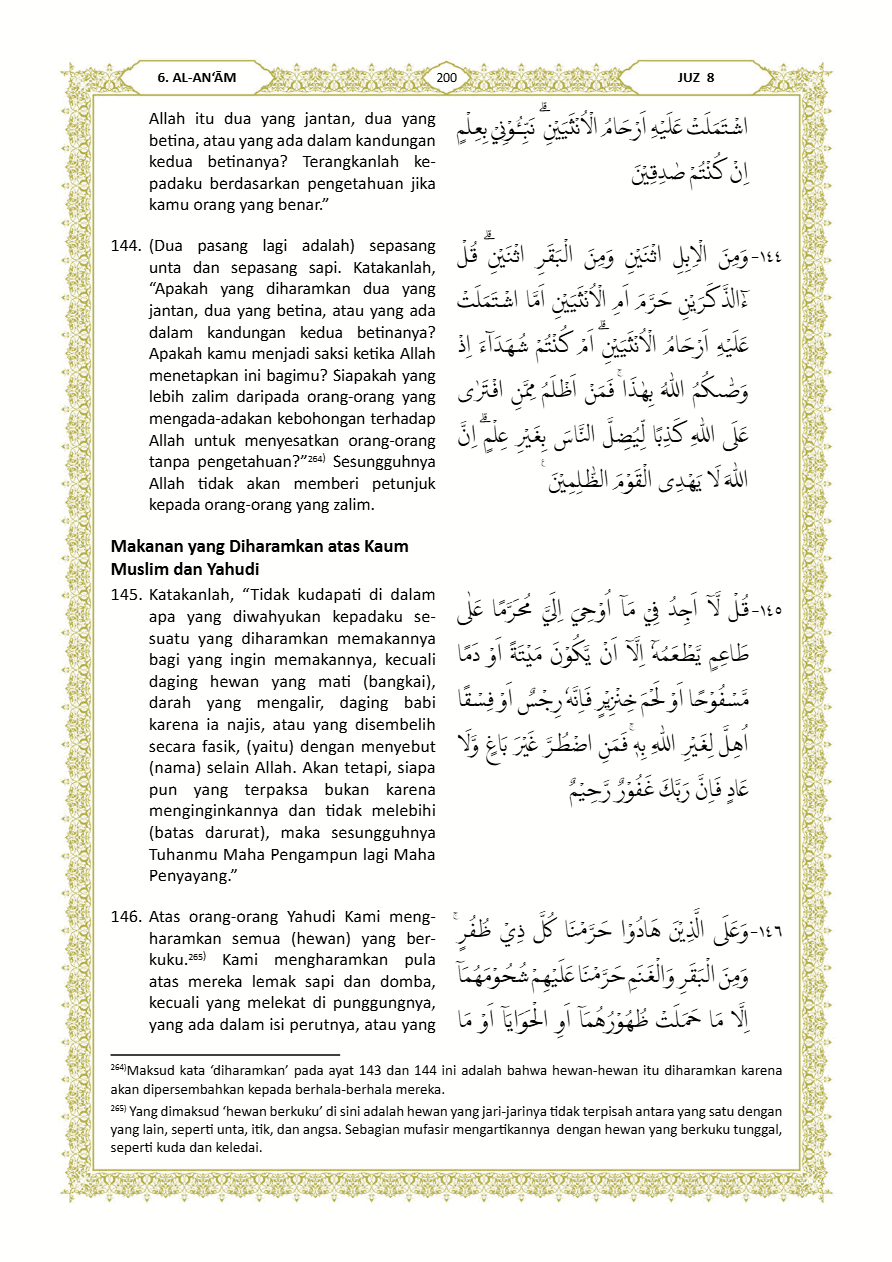 6. AL-AN‘ĀM
200
JUZ 8
Allah itu dua yang jantan, dua yang
betina, atau yang ada dalam kandungan
kedua betinanya? Terangkanlah ke-
padaku berdasarkan pengetahuan jika
kamu orang yang benar.”
اشْتَمَلَتْ عَلَيْهِ اَرْحَامُ الْاُنْثَيَيْنِۗ نَبِّـُٔوْنِيْ بِعِلْمٍ
اِنْ كُنْتُمْ صٰدِقِيْنَ
144. (Dua pasang lagi adalah) sepasang
unta dan sepasang sapi. Katakanlah,
“Apakah yang diharamkan dua yang
jantan, dua yang betina, atau yang ada
dalam kandungan kedua betinanya?
Apakah kamu menjadi saksi ketika Allah
menetapkan ini bagimu? Siapakah yang
lebih zalim daripada orang-orang yang
mengada-adakan kebohongan terhadap
Allah untuk menyesatkan orang-orang
tanpa pengetahuan?”264) Sesungguhnya
Allah tidak akan memberi petunjuk
kepada orang-orang yang zalim.
١٤٤- وَمِنَ الْاِبِلِ اثْنَيْنِ وَمِنَ الْبَقَرِ اثْنَيْنِۗ قُلْ
ءٰۤالذَّكَرَيْنِ حَرَّمَ اَمِ الْاُنْثَيَيْنِ اَمَّا اشْتَمَلَتْ
عَلَيْهِ اَرْحَامُ الْاُنْثَيَيْنِۗ اَمْ كُنْتُمْ شُهَدَاۤءَ اِذْ
وَصّٰىكُمُ اللّٰهُ بِهٰذَاۚ فَمَنْ اَظْلَمُ مِمَّنِ افْتَرٰى
عَلَى اللّٰهِ كَذِبًا لِّيُضِلَّ النَّاسَ بِغَيْرِ عِلْمٍۗ اِنَّ
اللّٰهَ لَا يَهْدِى الْقَوْمَ الظّٰلِمِيْنَ ࣖ
Makanan yang Diharamkan atas Kaum
Muslim dan Yahudi
145. Katakanlah, “Tidak kudapati di dalam
apa yang diwahyukan kepadaku se-
suatu yang diharamkan memakannya
bagi yang ingin memakannya, kecuali
daging hewan yang mati (bangkai),
darah yang mengalir, daging babi
karena ia najis, atau yang disembelih
secara fasik, (yaitu) dengan menyebut
(nama) selain Allah. Akan tetapi, siapa
pun yang terpaksa bukan karena
menginginkannya dan tidak melebihi
(batas darurat), maka sesungguhnya
Tuhanmu Maha Pengampun lagi Maha
Penyayang.”
١٤٥- قُلْ لَّآ اَجِدُ فِيْ مَآ اُوْحِيَ اِلَيَّ مُحَرَّمًا عَلٰى
طَاعِمٍ يَّطْعَمُهٗٓ اِلَّآ اَنْ يَّكُوْنَ مَيْتَةً اَوْ دَمًا
مَّسْفُوْحًا اَوْ لَحْمَ خِنْزِيْرٍ فَاِنَّهٗ رِجْسٌ اَوْ فِسْقًا
اُهِلَّ لِغَيْرِ اللّٰهِ بِهٖۚ فَمَنِ اضْطُرَّ غَيْرَ بَاغٍ وَّلَا
عَادٍ فَاِنَّ رَبَّكَ غَفُوْرٌ رَّحِيْمٌ
146. Atas orang-orang Yahudi Kami meng-
haramkan semua (hewan) yang ber-
kuku.265) Kami mengharamkan pula
atas mereka lemak sapi dan domba,
kecuali yang melekat di punggungnya,
yang ada dalam isi perutnya, atau yang
١٤٦- وَعَلَى الَّذِيْنَ هَادُوْا حَرَّمْنَا كُلَّ ذِيْ ظُفُرٍۚ
وَمِنَ الْبَقَرِ وَالْغَنَمِ حَرَّمْنَا عَلَيْهِمْ شُحُوْمَهُمَآ
اِلَّا مَا حَمَلَتْ ظُهُوْرُهُمَآ اَوِ الْحَوَايَآ اَوْ مَا
264)Maksud kata ‘diharamkan’ pada ayat 143 dan 144 ini adalah bahwa hewan-hewan itu diharamkan karena
akan dipersembahkan kepada berhala-berhala mereka.
265) Yang dimaksud ‘hewan berkuku’ di sini adalah hewan yang jari-jarinya tidak terpisah antara yang satu dengan
yang lain, seperti unta, itik, dan angsa. Sebagian mufasir mengartikannya dengan hewan yang berkuku tunggal,
seperti kuda dan keledai.